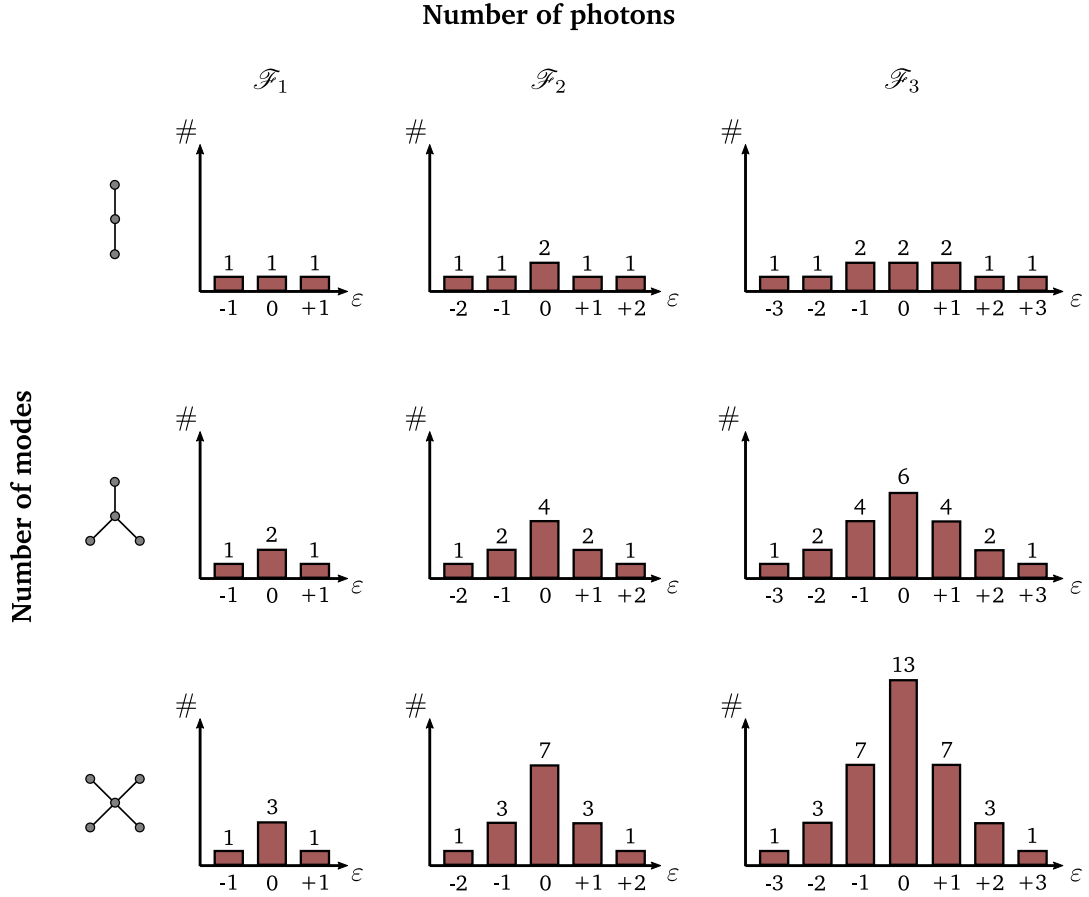 Number of photons
ℱ1 ℱ2 ℱ3
# # #
1 1 1 1 1 2 1 1 1 1 2 2 2 1 1
-1 0 +1 ε -2 -1 0 +1 +2 ε -3 -2 -1 0 +1 +2 +3 ε
Number of modes
# # #
1 2 1 1 2 4 2 1 1 2 4 6 4 2 1
-1 0 +1 ε -2 -1 0 +1 +2 ε -3 -2 -1 0 +1 +2 +3 ε
# # #
1 3 1 1 3 7 3 1 1 3 7 13 7 3 1
-1 0 +1 ε -2 -1 0 +1 +2 ε -3 -2 -1 0 +1 +2 +3 ε